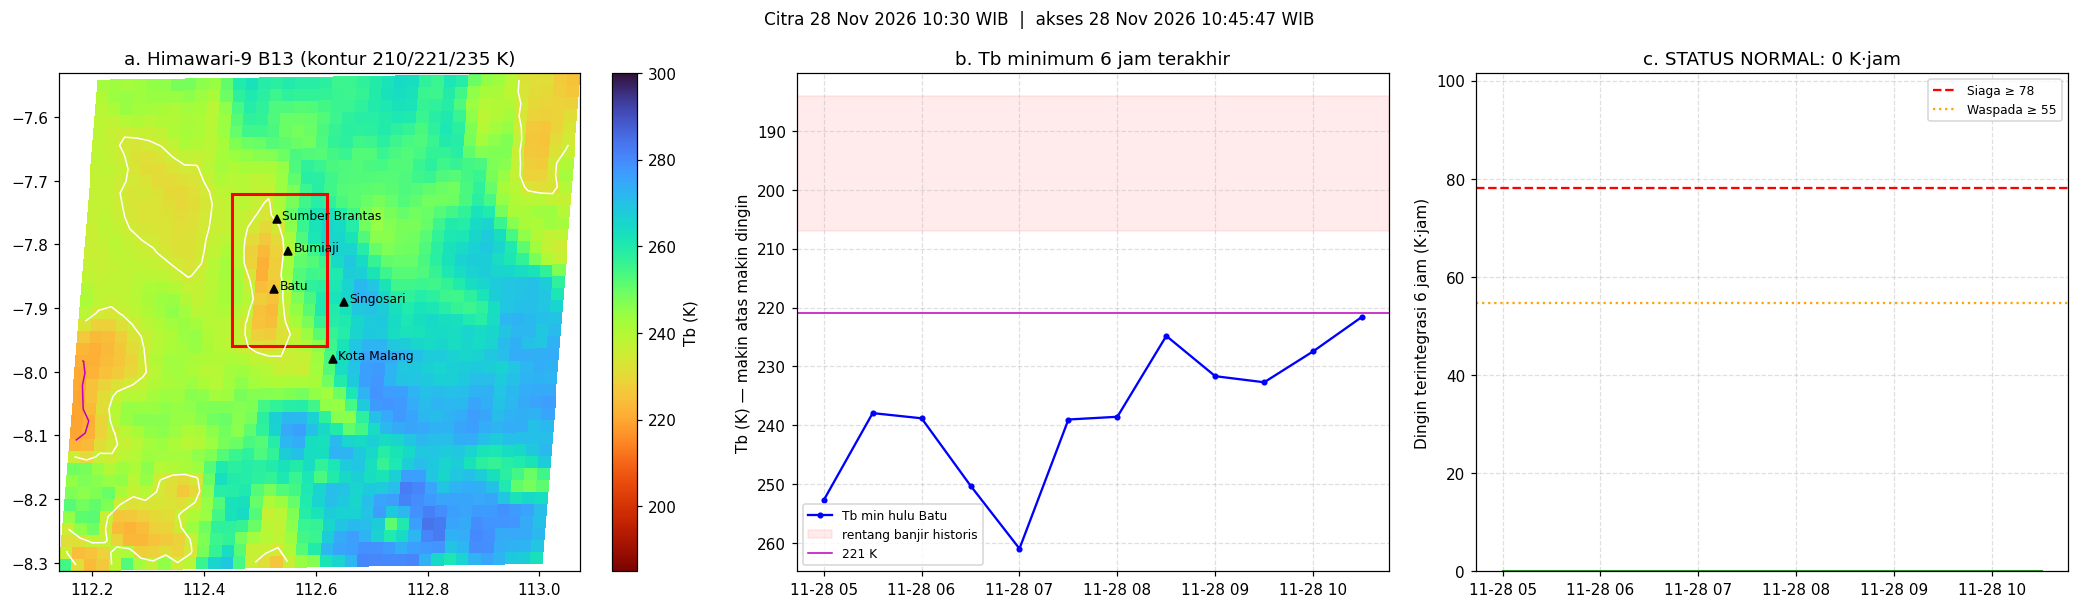 Citra 28 Nov 2026 10:30 WIB | akses 28 Nov 2026 10:45:47 WIB
a. Himawari-9 B13 (kontur 210/221/235 K)
−7.6
−7.7
−7.8
−7.9
−8.0
−8.1
−8.2
−8.3
112.2
112.4
112.6
112.8
113.0
Sumber Brantas
Bumiaji
Batu
Singosari
Kota Malang
300
280
260
240
220
200
Tb (K)
b. Tb minimum 6 jam terakhir
Tb (K) — makin atas makin dingin
190
200
210
220
230
240
250
260
Tb min hulu Batu
rentang banjir historis
221 K
11-28 05
11-28 06
11-28 07
11-28 08
11-28 09
11-28 10
c. STATUS NORMAL: 0 K·jam
Dingin terintegrasi 6 jam (K·jam)
100
80
60
40
20
0
Siaga ≥ 78
Waspada ≥ 55
11-28 05
11-28 06
11-28 07
11-28 08
11-28 09
11-28 10